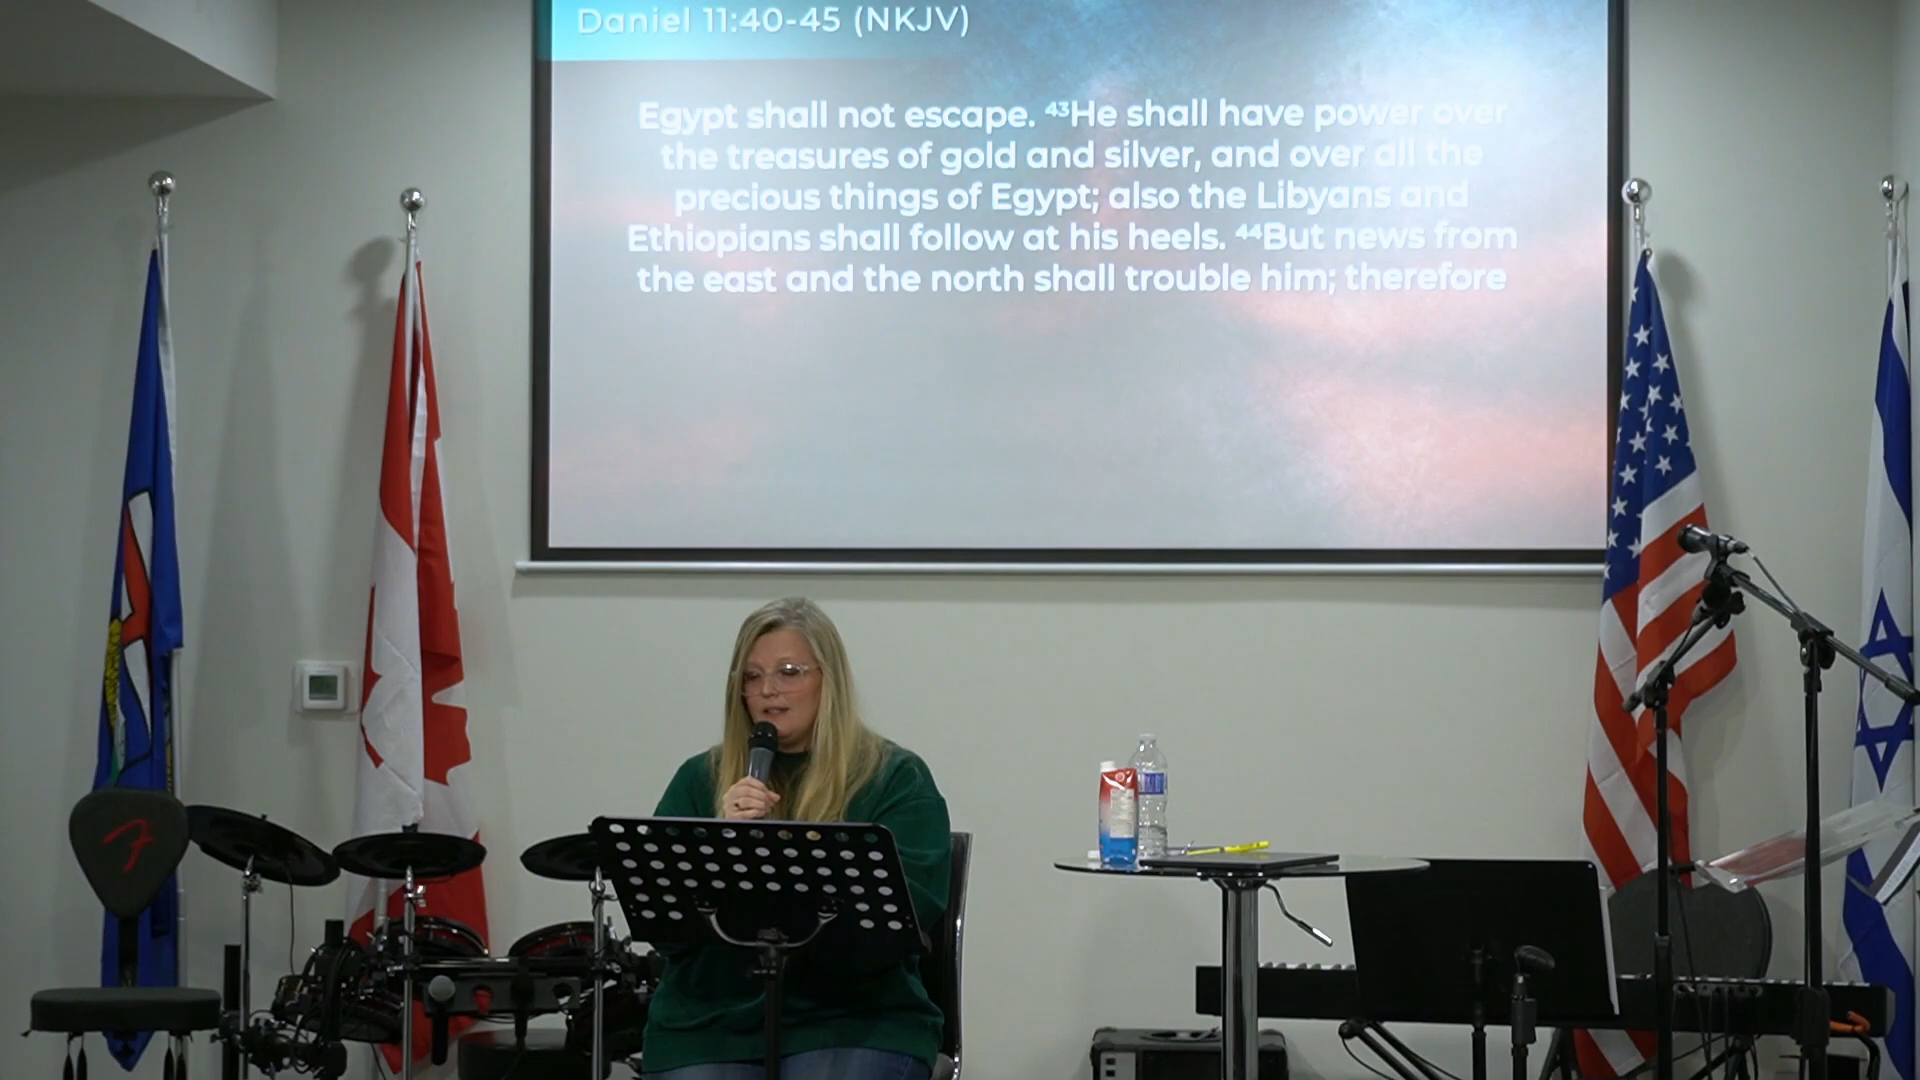 Daniel 11:40-45 (NKJV)
Egypt shall not escape. ⁴³He shall have power over
the treasures of gold and silver, and over all the
precious things of Egypt; also the Libyans and
Ethiopians shall follow at his heels. ⁴⁴But news from
the east and the north shall trouble him; therefore